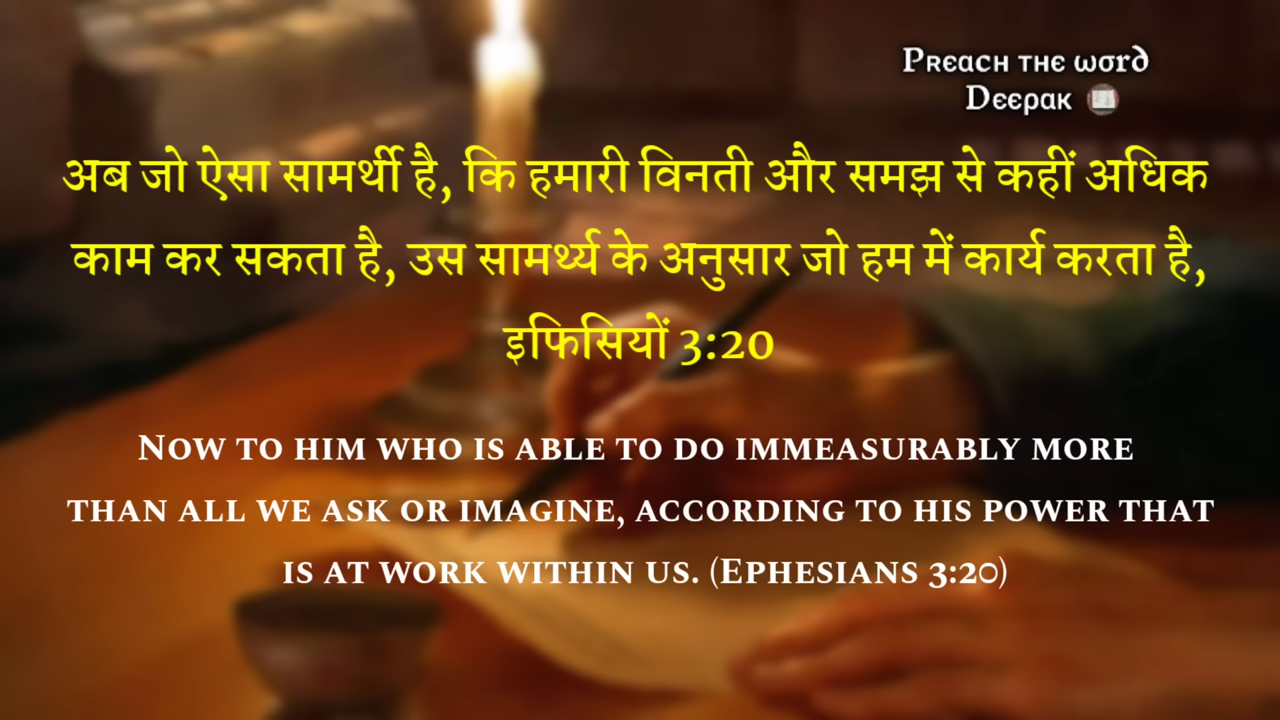 Preach the word
Deepak
अब जो ऐसा सामर्थी है, कि हमारी विनती और समझ से कहीं अधिक
काम कर सकता है, उस सामर्थ्य के अनुसार जो हम में कार्य करता है,
इफिसियों 3:20
Now to him who is able to do immeasurably more
than all we ask or imagine, according to his power that
is at work within us. (Ephesians 3:20)